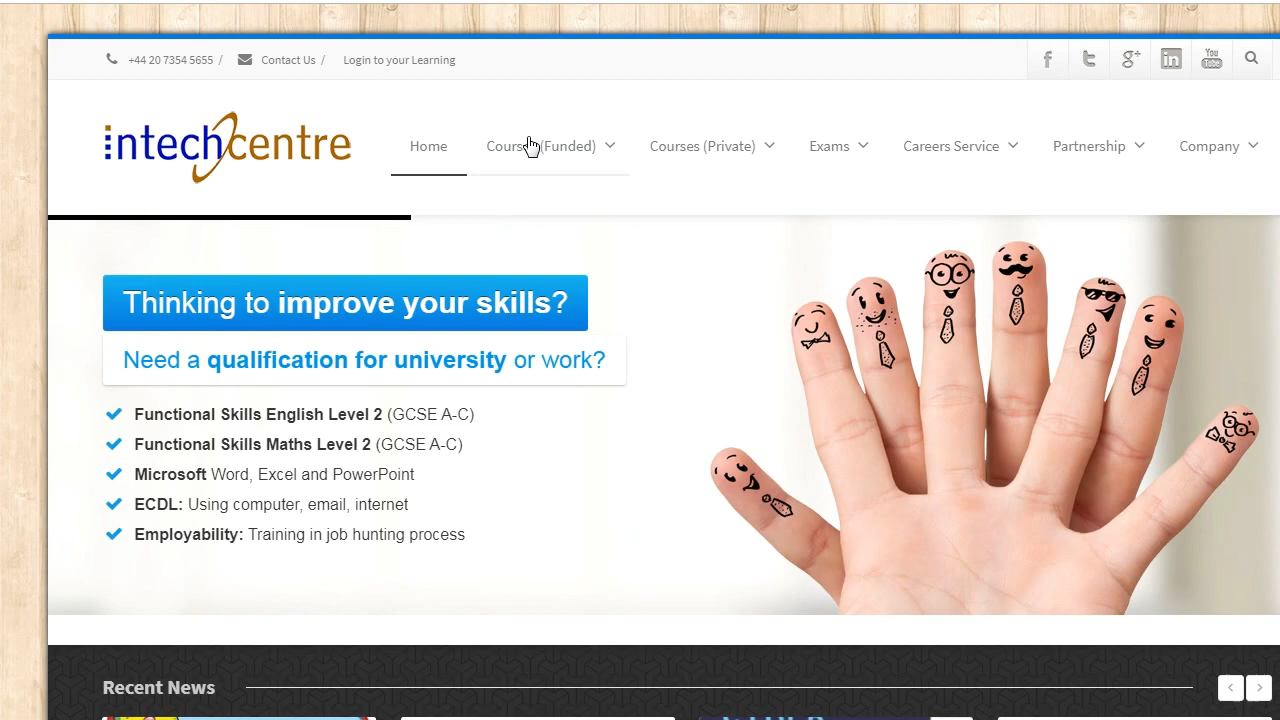 +44 20 7354 5655 / Contact Us / Login to your Learning
You Tube
intechcentre
Home Courses (Funded) Courses (Private) Exams Careers Service Partnership Company
Thinking to improve your skills?
Need a qualification for university or work?
Functional Skills English Level 2 (GCSE A-C)
Functional Skills Maths Level 2 (GCSE A-C)
Microsoft Word, Excel and PowerPoint
ECDL: Using computer, email, internet
Employability: Training in job hunting process
Recent News